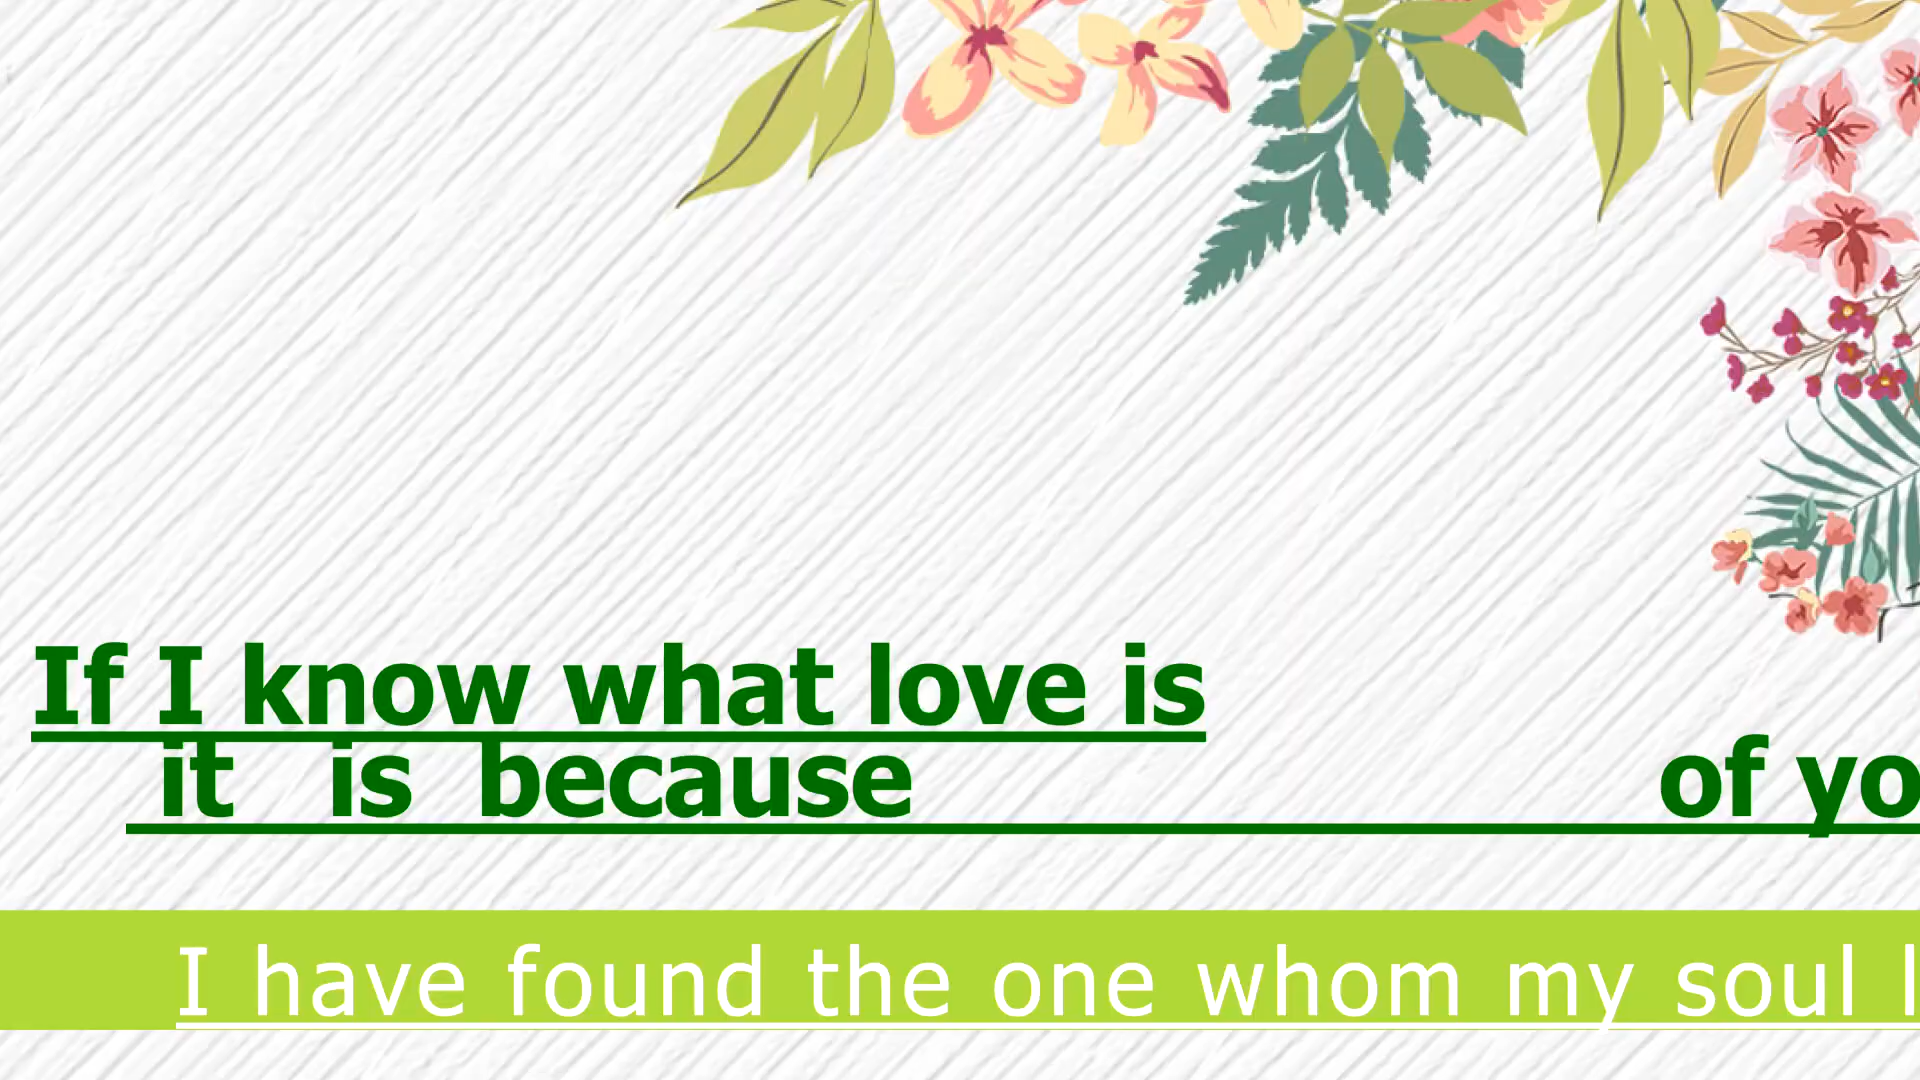 If I know what love is
it is because of yo
I have found the one whom my soul l